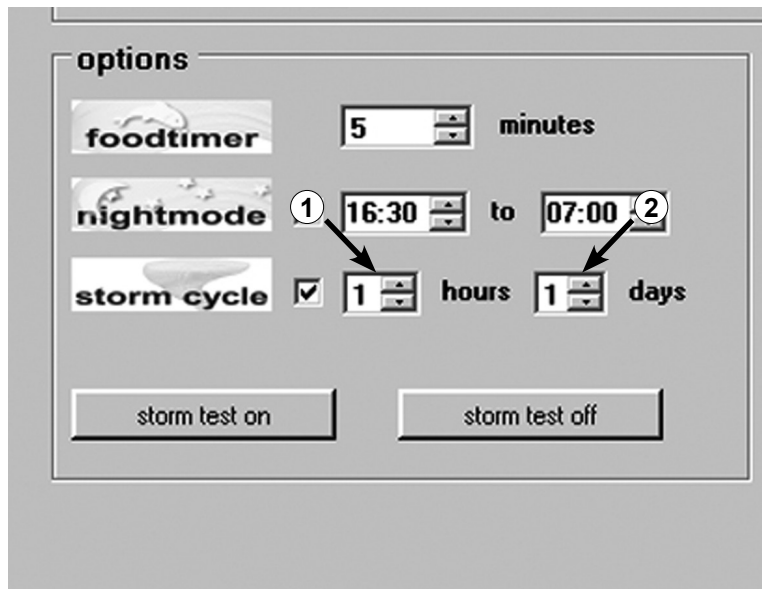 options
foodtimer 5 minutes
nightmode 1 16:30 to 07:00 2
storm cycle 1 hours 1 days
storm test on storm test off